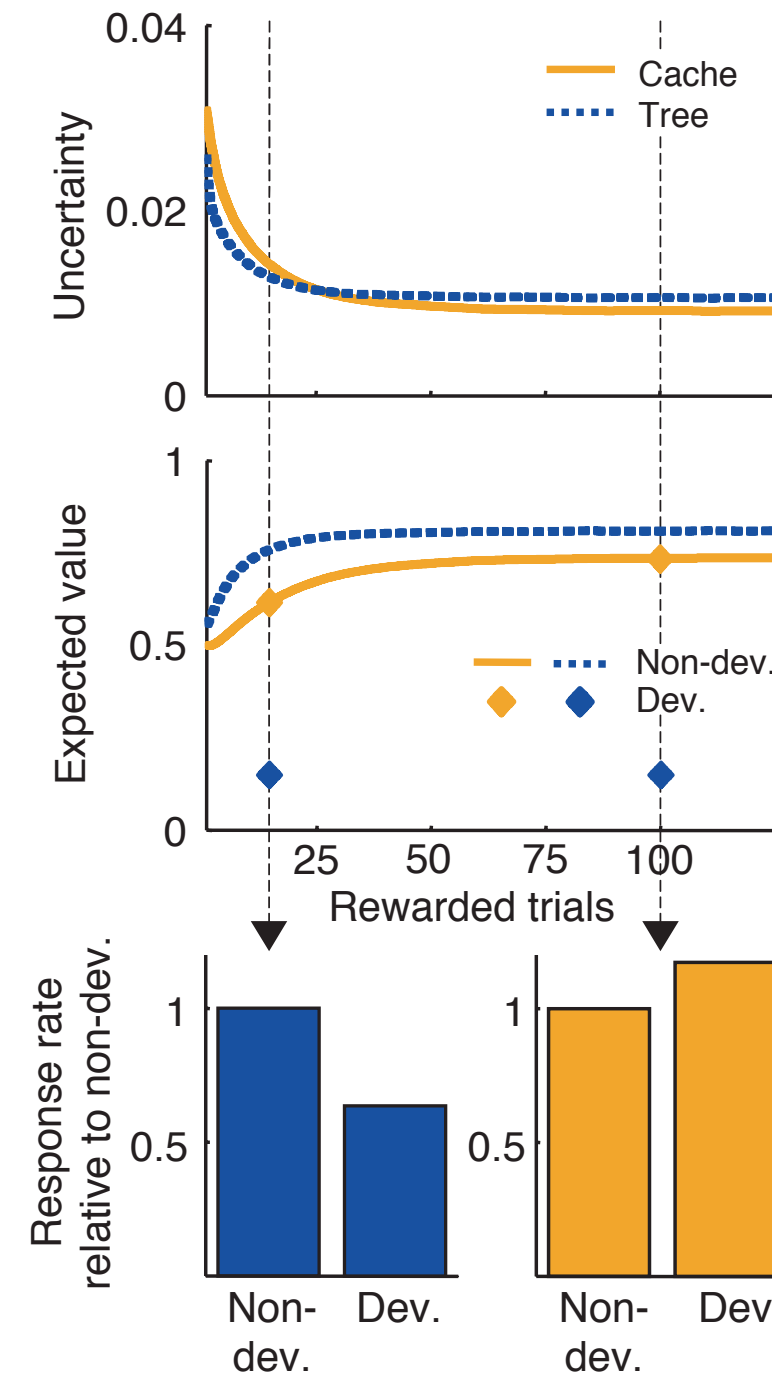 0.04
Cache
Tree
0.02
0
Uncertainty
1
0.5
0
Expected value
Non-dev.
Dev.
25 50 75 100
Rewarded trials
Response rate
relative to non-dev.
1
0.5
1
0.5
Non-
dev.
Dev.
Non-
dev.
Dev